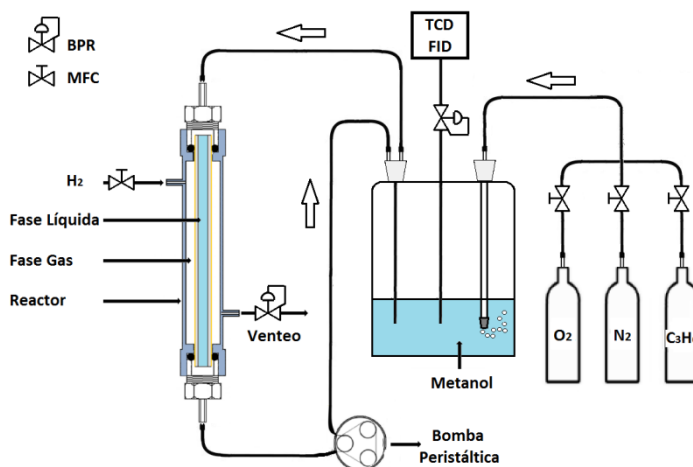 BPR
MFC
TCD
FID
H2
Fase Líquida
Fase Gas
Reactor
Venteo
Metanol
O2
N2
Bomba
Peristáltica